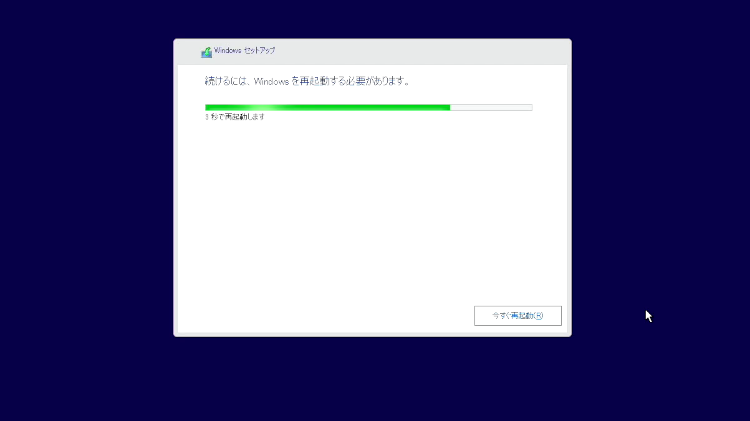 Windows セットアップ
続けるには、Windows を再起動する必要があります。
秒で再起動します
今すぐ再起動(R)